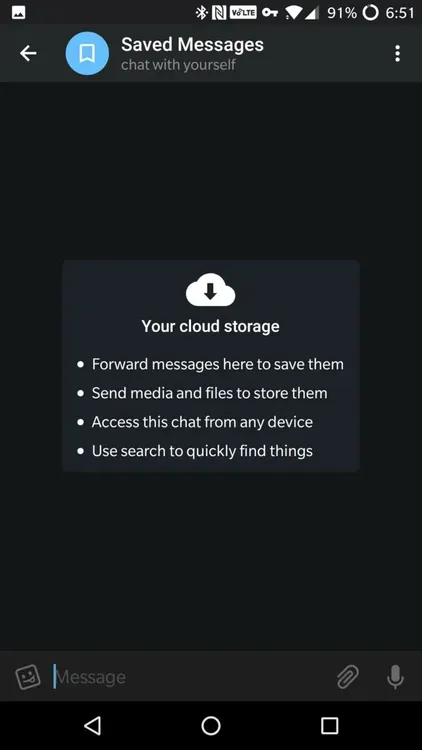 VoLTE 91% 6:51
Saved Messages
chat with yourself
Your cloud storage
• Forward messages here to save them
• Send media and files to store them
• Access this chat from any device
• Use search to quickly find things
Message